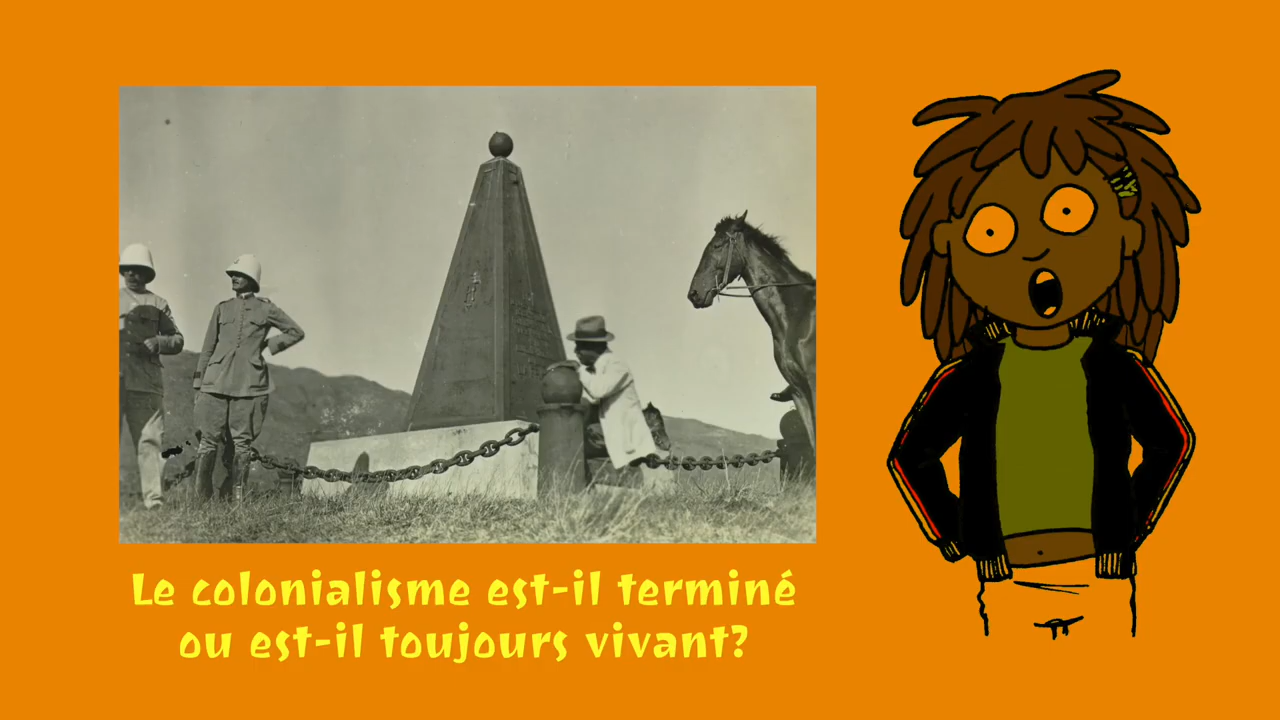 Le colonialisme est-il terminé
ou est-il toujours vivant?